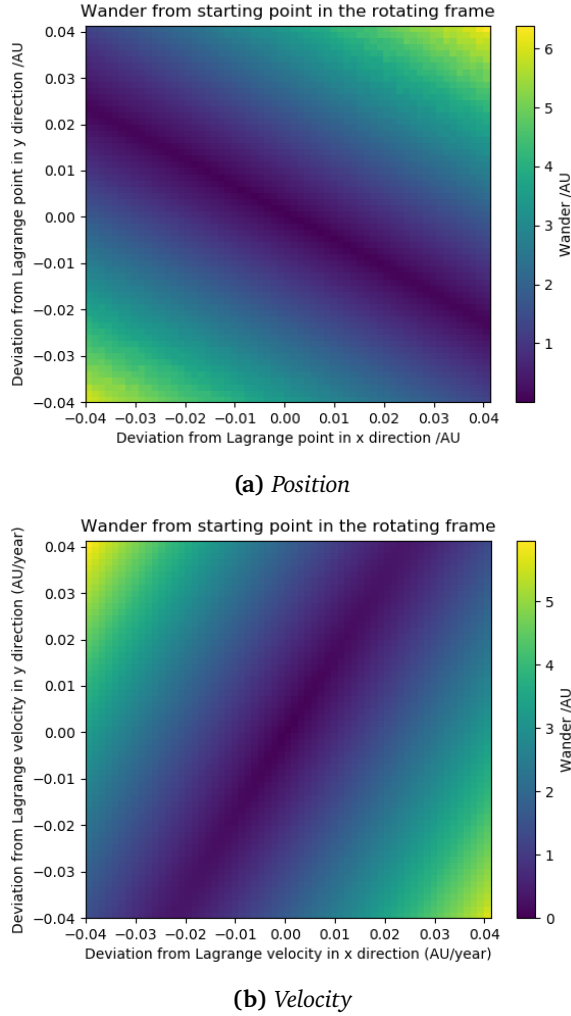 Wander from starting point in the rotating frame
0.04
0.03
0.02
0.01
0.00
−0.01
−0.02
−0.03
−0.04
Deviation from Lagrange point in y direction /AU
−0.04 −0.03 −0.02 −0.01 0.00 0.01 0.02 0.03 0.04
Deviation from Lagrange point in x direction /AU
6
5
4
3
2
1
Wander /AU
(a) Position
Wander from starting point in the rotating frame
0.04
0.03
0.02
0.01
0.00
−0.01
−0.02
−0.03
−0.04
Deviation from Lagrange velocity in y direction (AU/year)
−0.04 −0.03 −0.02 −0.01 0.00 0.01 0.02 0.03 0.04
Deviation from Lagrange velocity in x direction (AU/year)
5
4
3
2
1
0
Wander /AU
(b) Velocity